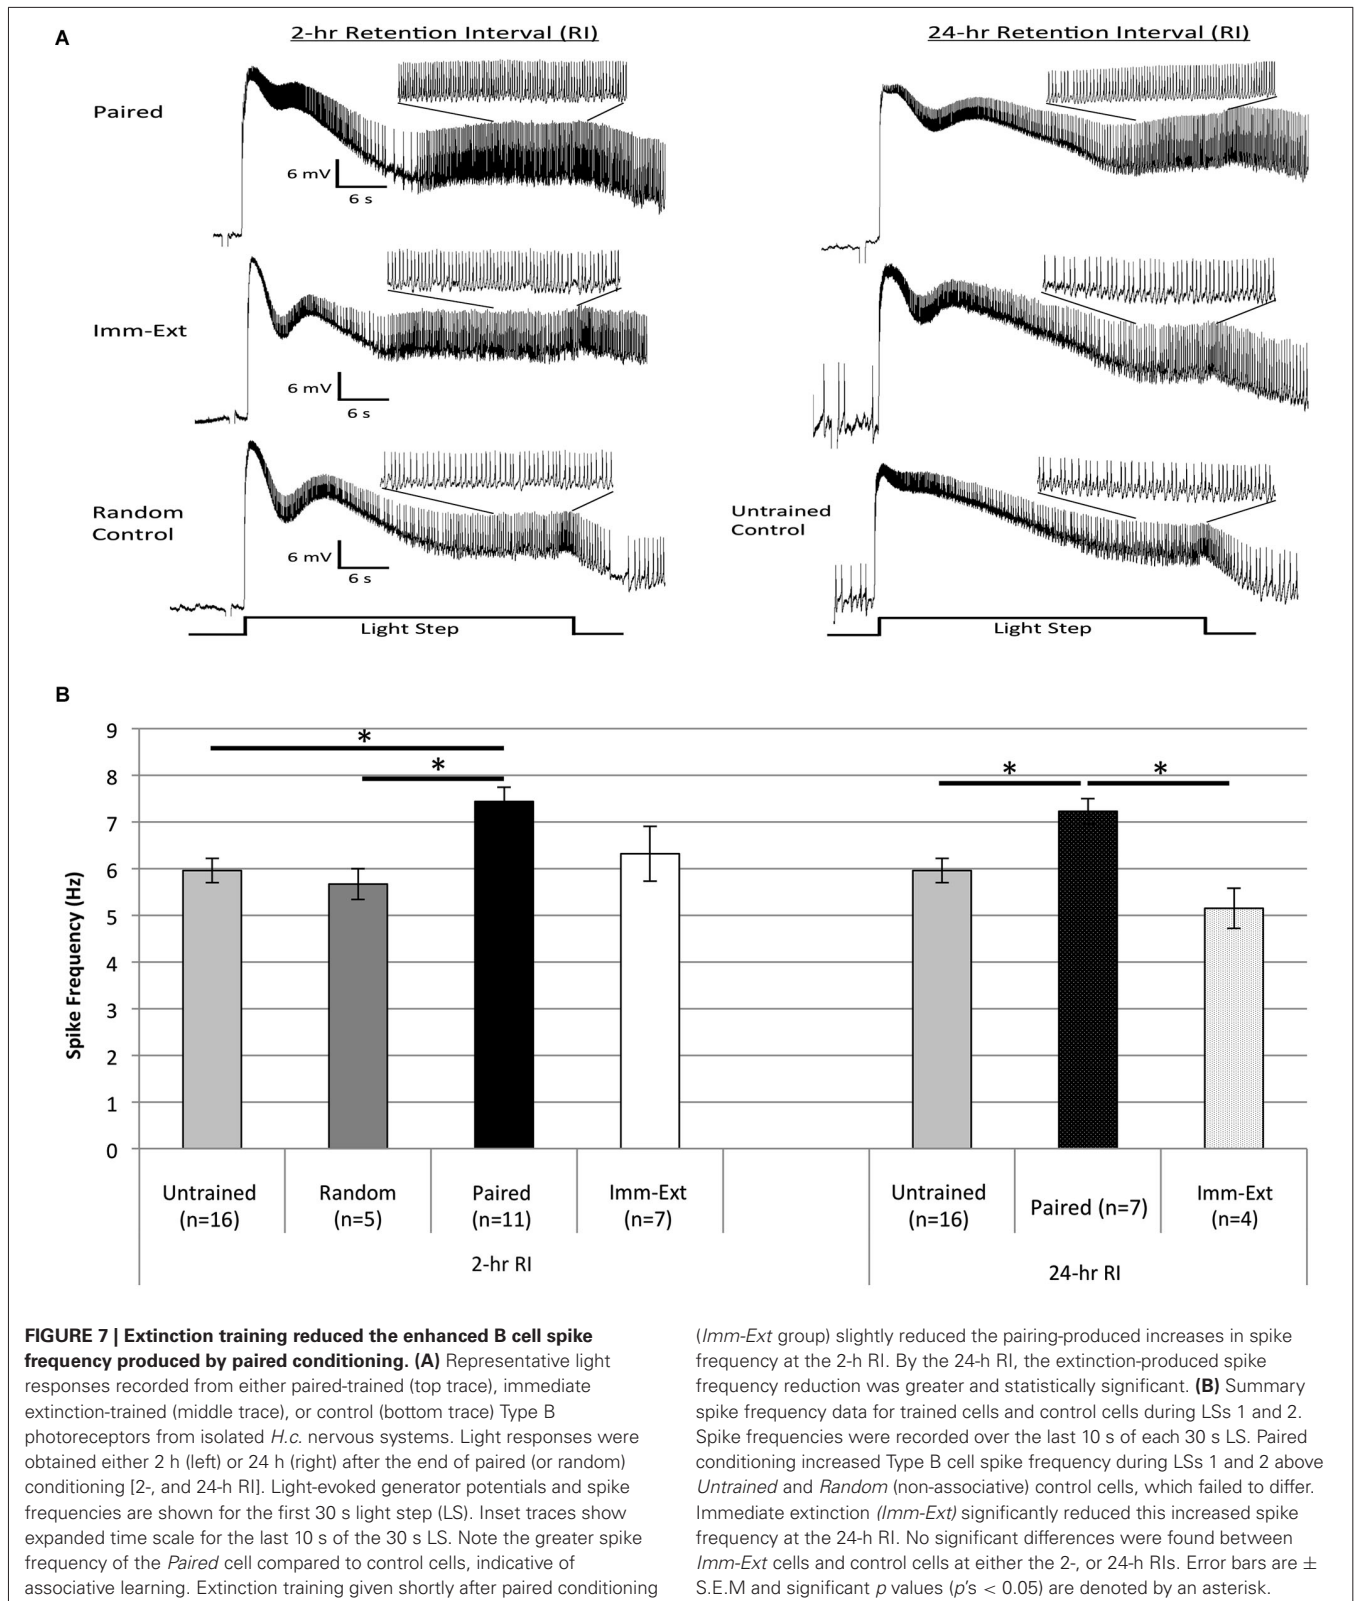 A
2-hr Retention Interval (RI)
24-hr Retention Interval (RI)
Paired
6 mV
6 s
Imm-Ext
6 mV
6 s
Random
Control
6 mV
6 s
Untrained
Control
Light Step
Light Step
B
9
8
7
6
5
4
3
2
1
0
Spike Frequency (Hz)
*
*
*
*
Untrained
(n=16)
Random
(n=5)
Paired
(n=11)
Imm-Ext
(n=7)
2-hr RI
Untrained
(n=16)
Paired (n=7)
Imm-Ext
(n=4)
24-hr RI
FIGURE 7 | Extinction training reduced the enhanced B cell spike
frequency produced by paired conditioning. (A) Representative light
responses recorded from either paired-trained (top trace), immediate
extinction-trained (middle trace), or control (bottom trace) Type B
photoreceptors from isolated H.c. nervous systems. Light responses were
obtained either 2 h (left) or 24 h (right) after the end of paired (or random)
conditioning [2-, and 24-h RI]. Light-evoked generator potentials and spike
frequencies are shown for the first 30 s light step (LS). Inset traces show
expanded time scale for the last 10 s of the 30 s LS. Note the greater spike
frequency of the Paired cell compared to control cells, indicative of
associative learning. Extinction training given shortly after paired conditioning
(Imm-Ext group) slightly reduced the pairing-produced increases in spike
frequency at the 2-h RI. By the 24-h RI, the extinction-produced spike
frequency reduction was greater and statistically significant. (B) Summary
spike frequency data for trained cells and control cells during LSs 1 and 2.
Spike frequencies were recorded over the last 10 s of each 30 s LS. Paired
conditioning increased Type B cell spike frequency during LSs 1 and 2 above
Untrained and Random (non-associative) control cells, which failed to differ.
Immediate extinction (Imm-Ext) significantly reduced this increased spike
frequency at the 24-h RI. No significant differences were found between
Imm-Ext cells and control cells at either the 2-, or 24-h RIs. Error bars are ±
S.E.M and significant p values (p's < 0.05) are denoted by an asterisk.